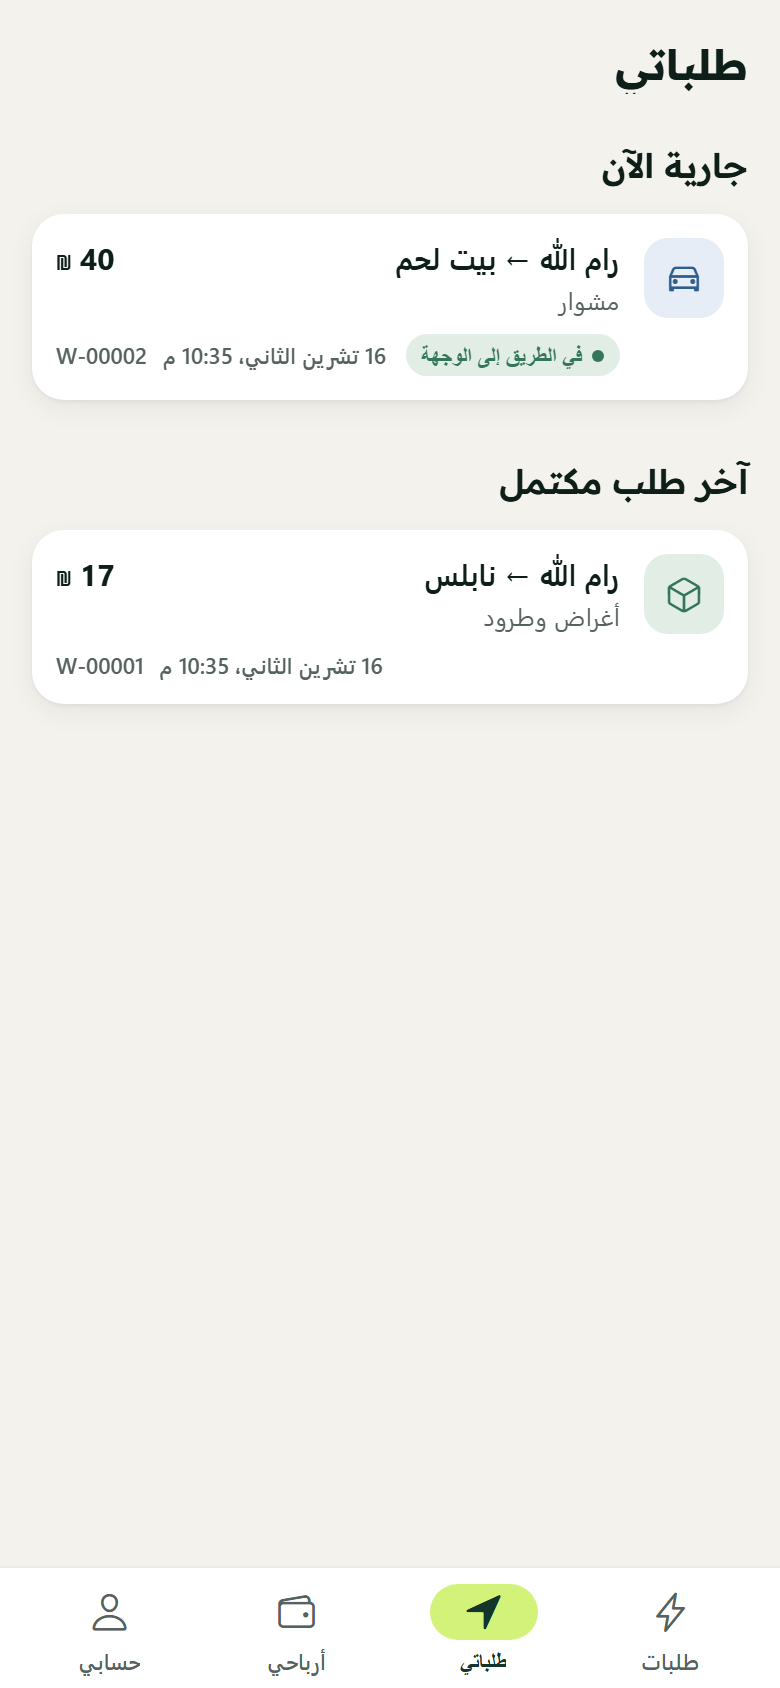 طلباتي
جارية الآن
رام الله ← بيت لحم
40 ₪
مشوار
في الطريق إلى الوجهة
16 تشرين الثاني، 10:35 م
W-00002
آخر طلب مكتمل
رام الله ← نابلس
17 ₪
أغراض وطرود
16 تشرين الثاني، 10:35 م
W-00001
طلبات
طلباتي
أرباحي
حسابي